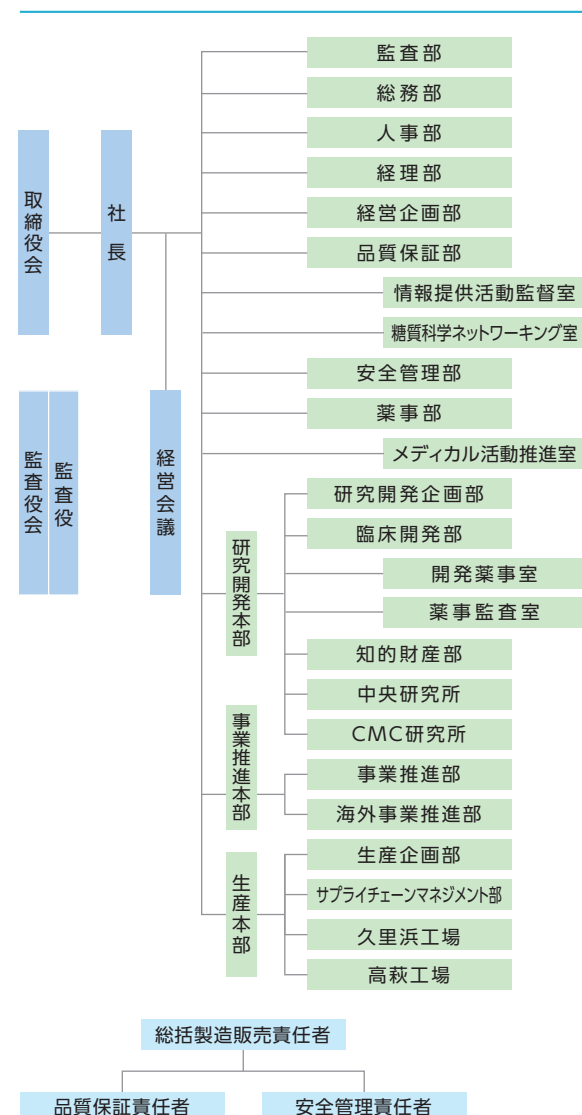 取締役会
社長
監査役会
監査役
経営会議
監査部
総務部
人事部
経理部
経営企画部
品質保証部
情報提供活動監督室
糖質科学ネットワーキング室
安全管理部
薬事部
メディカル活動推進室
研究開発本部
研究開発企画部
臨床開発部
開発薬事室
薬事監査室
知的財産部
中央研究所
CMC研究所
事業推進本部
事業推進部
海外事業推進部
生産本部
生産企画部
サプライチェーンマネジメント部
久里浜工場
高萩工場
総括製造販売責任者
品質保証責任者
安全管理責任者